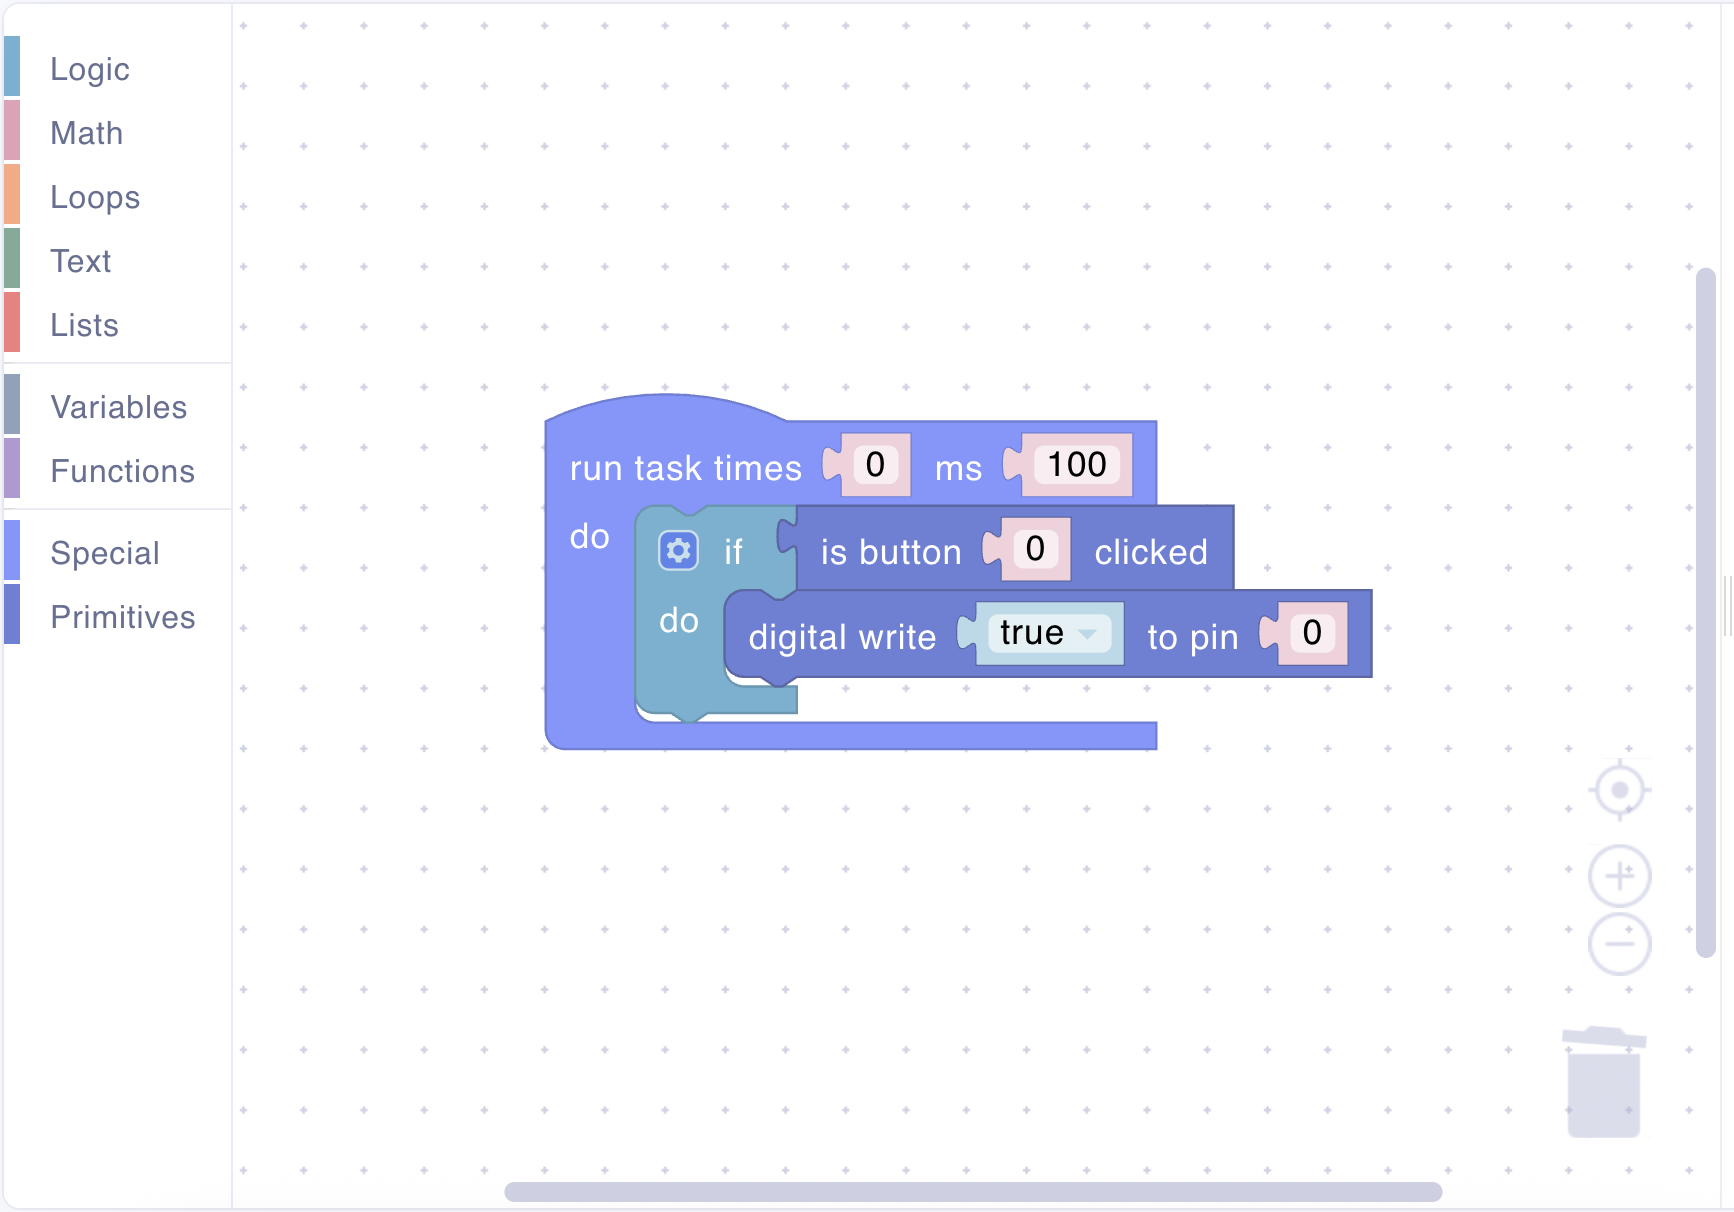 Logic
Math
Loops
Text
Lists
Variables
Functions
Special
Primitives
run task times 0 ms 100
do if is button 0 clicked
do digital write true to pin 0